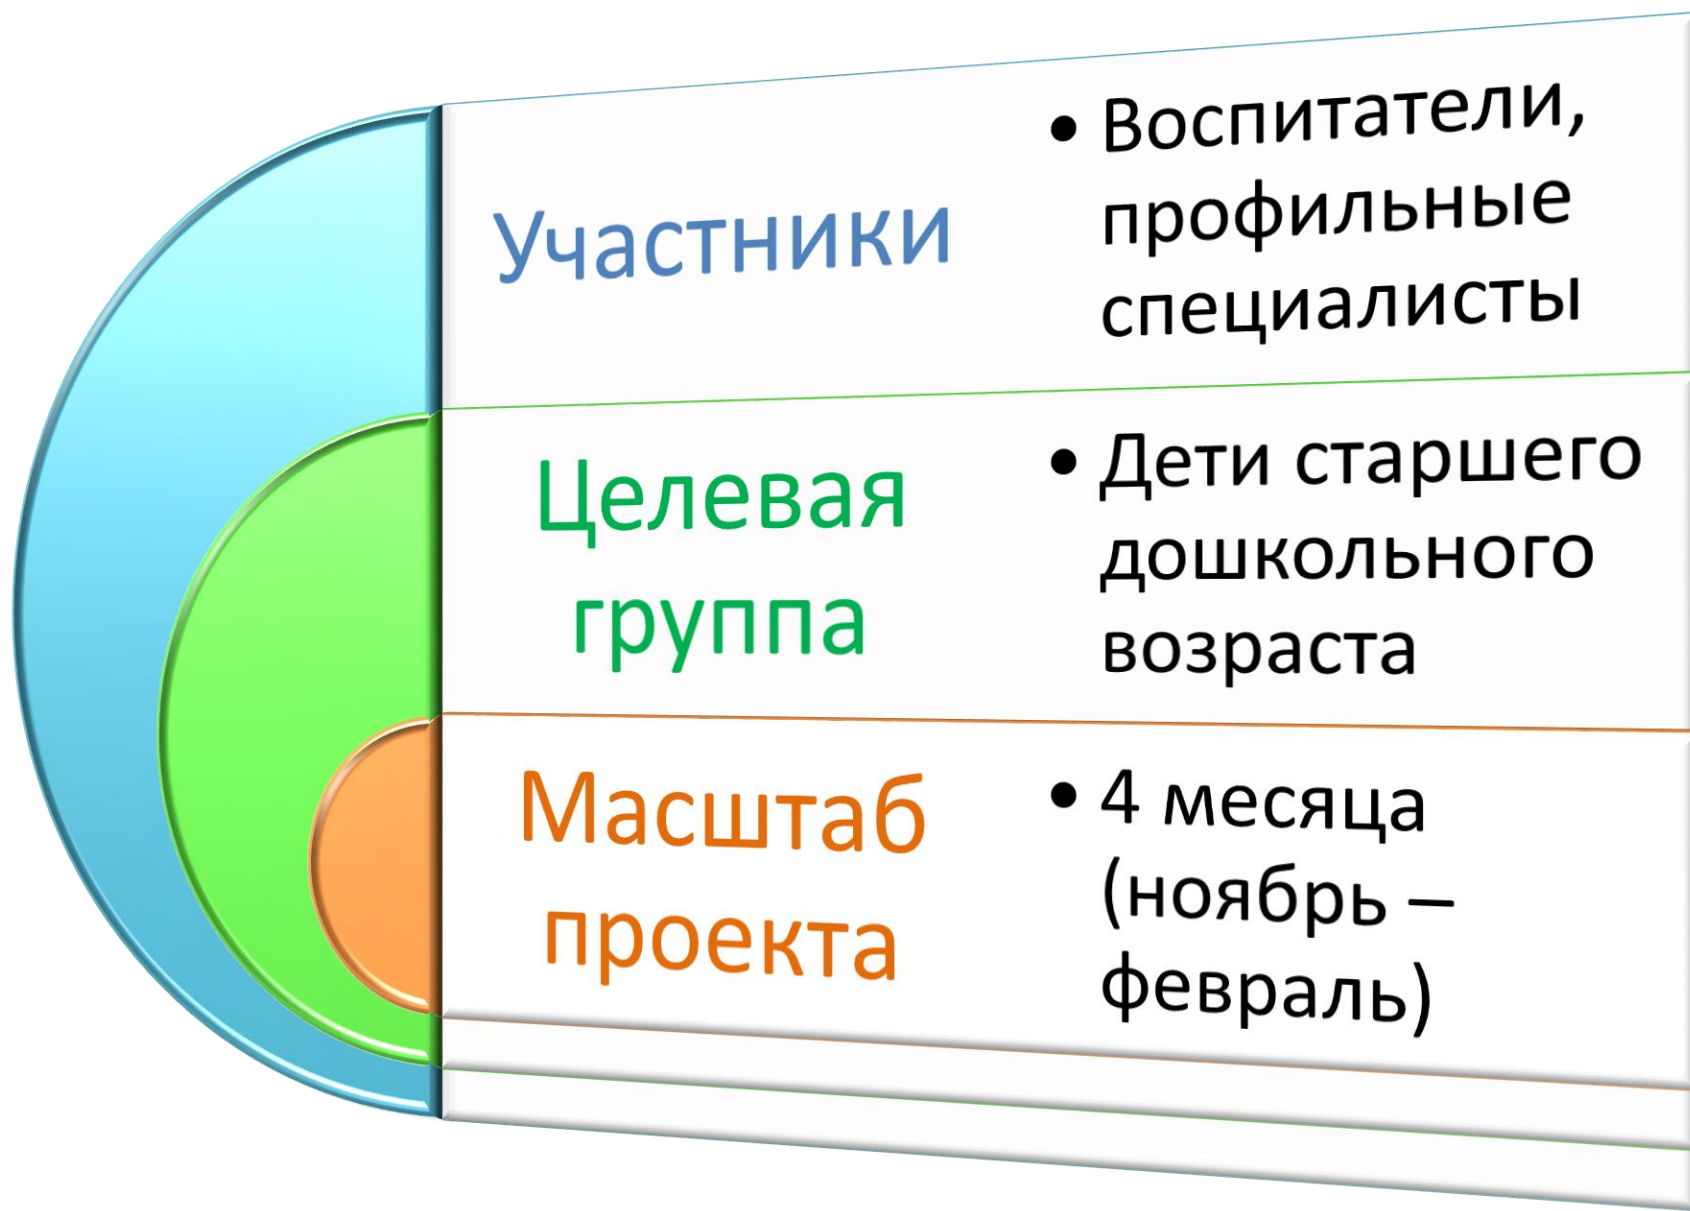 Участники
• Воспитатели,
профильные
специалисты
Целевая
группа
• Дети старшего
дошкольного
возраста
Масштаб
проекта
• 4 месяца
(ноябрь –
февраль)